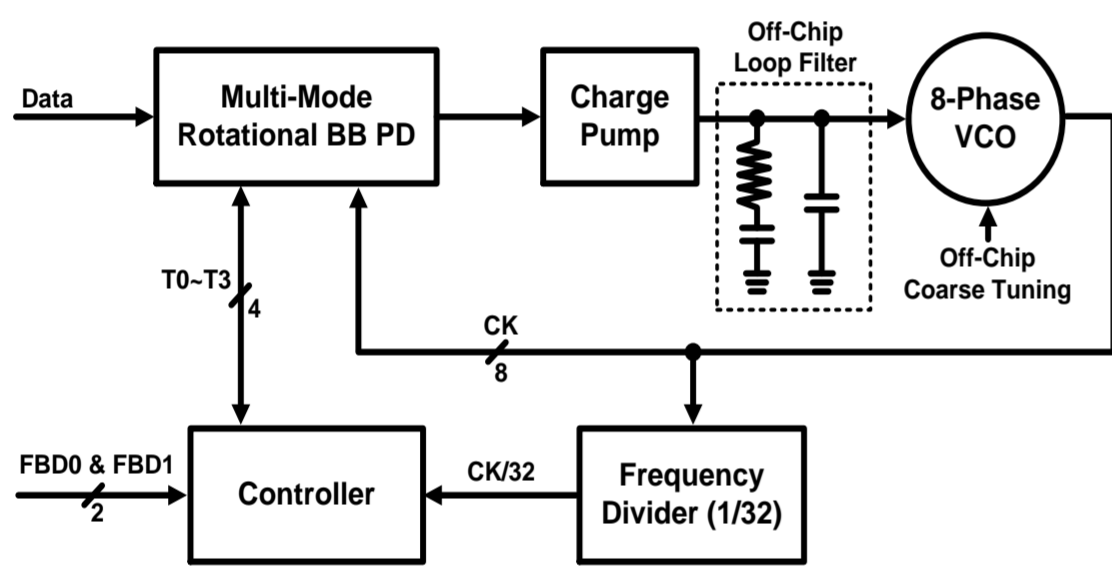 Off-Chip
Loop Filter
Data
Multi-Mode
Rotational BB PD
Charge
Pump
8-Phase
VCO
Off-Chip
Coarse Tuning
T0~T3
4
CK
8
FBD0 & FBD1
2
Controller
CK/32
Frequency
Divider (1/32)